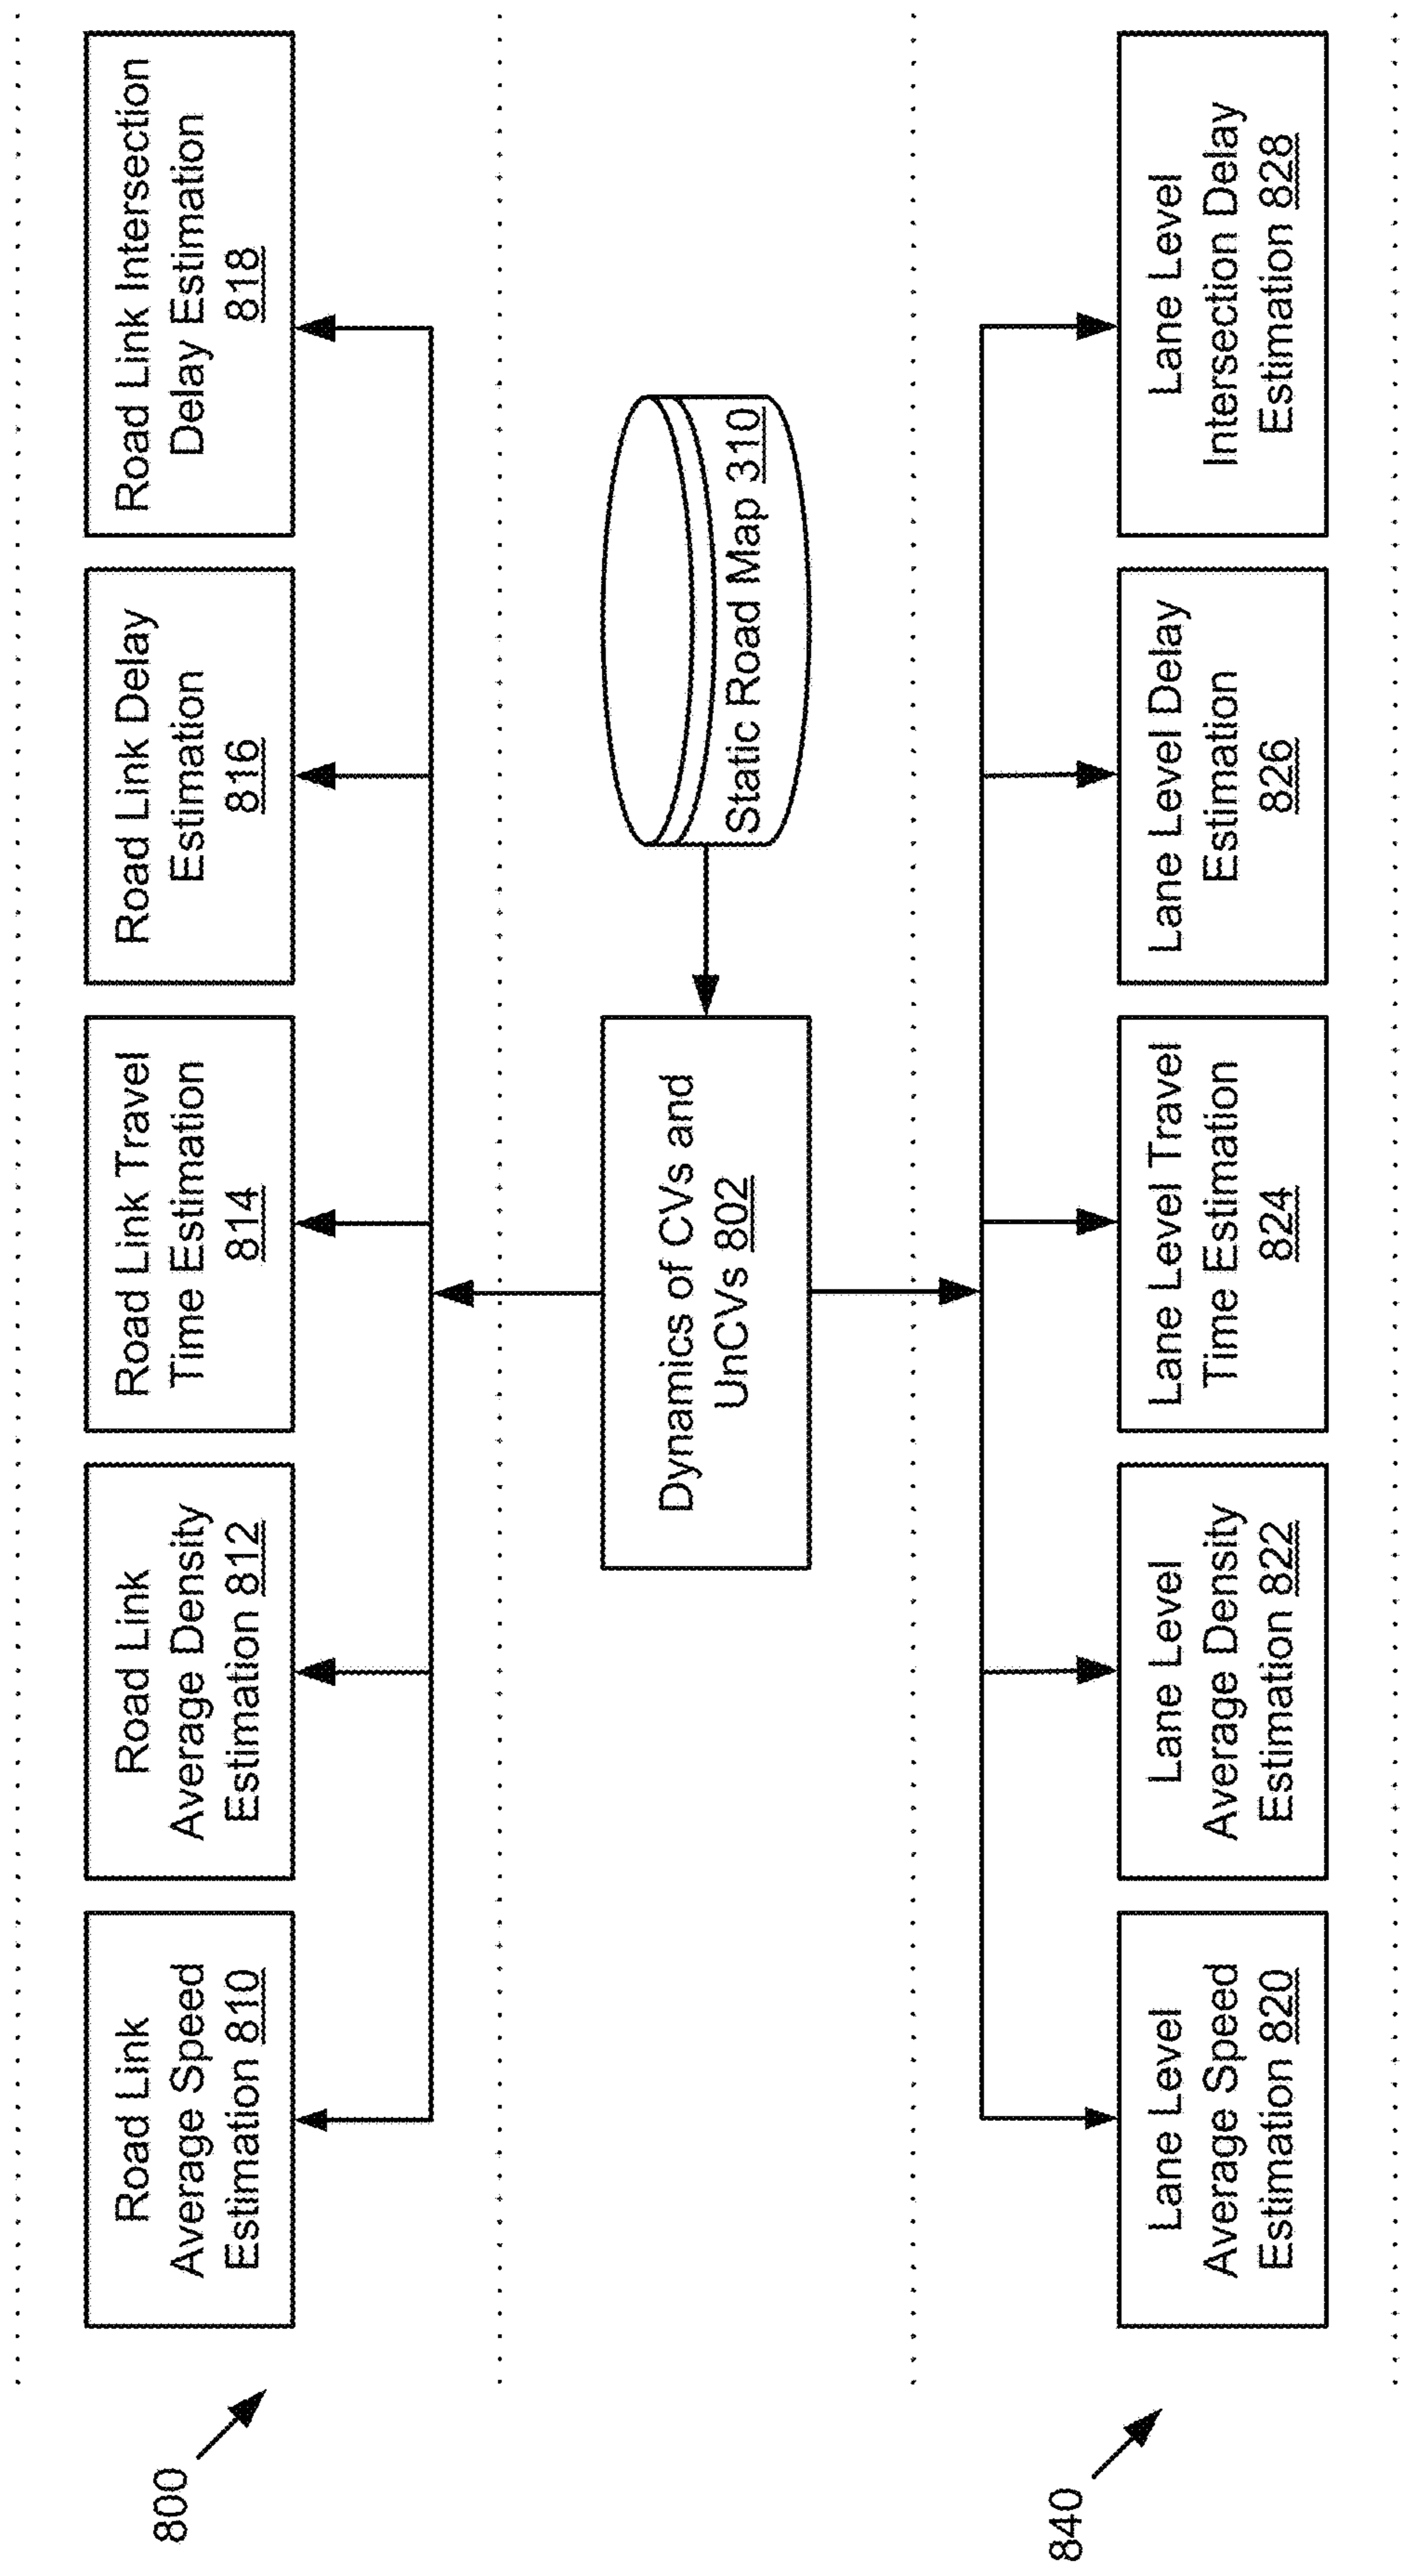 800
Road Link
Average Speed
Estimation 810
Road Link
Average Density
Estimation 812
Road Link Travel
Time Estimation
814
Road Link Delay
Estimation
816
Road Link Intersection
Delay Estimation
818
Dynamics of CVs and
UnCVs 802
Static Road Map 310
840
Lane Level
Average Speed
Estimation 820
Lane Level
Average Density
Estimation 822
Lane Level Travel
Time Estimation
824
Lane Level Delay
Estimation
826
Lane Level
Intersection Delay
Estimation 828